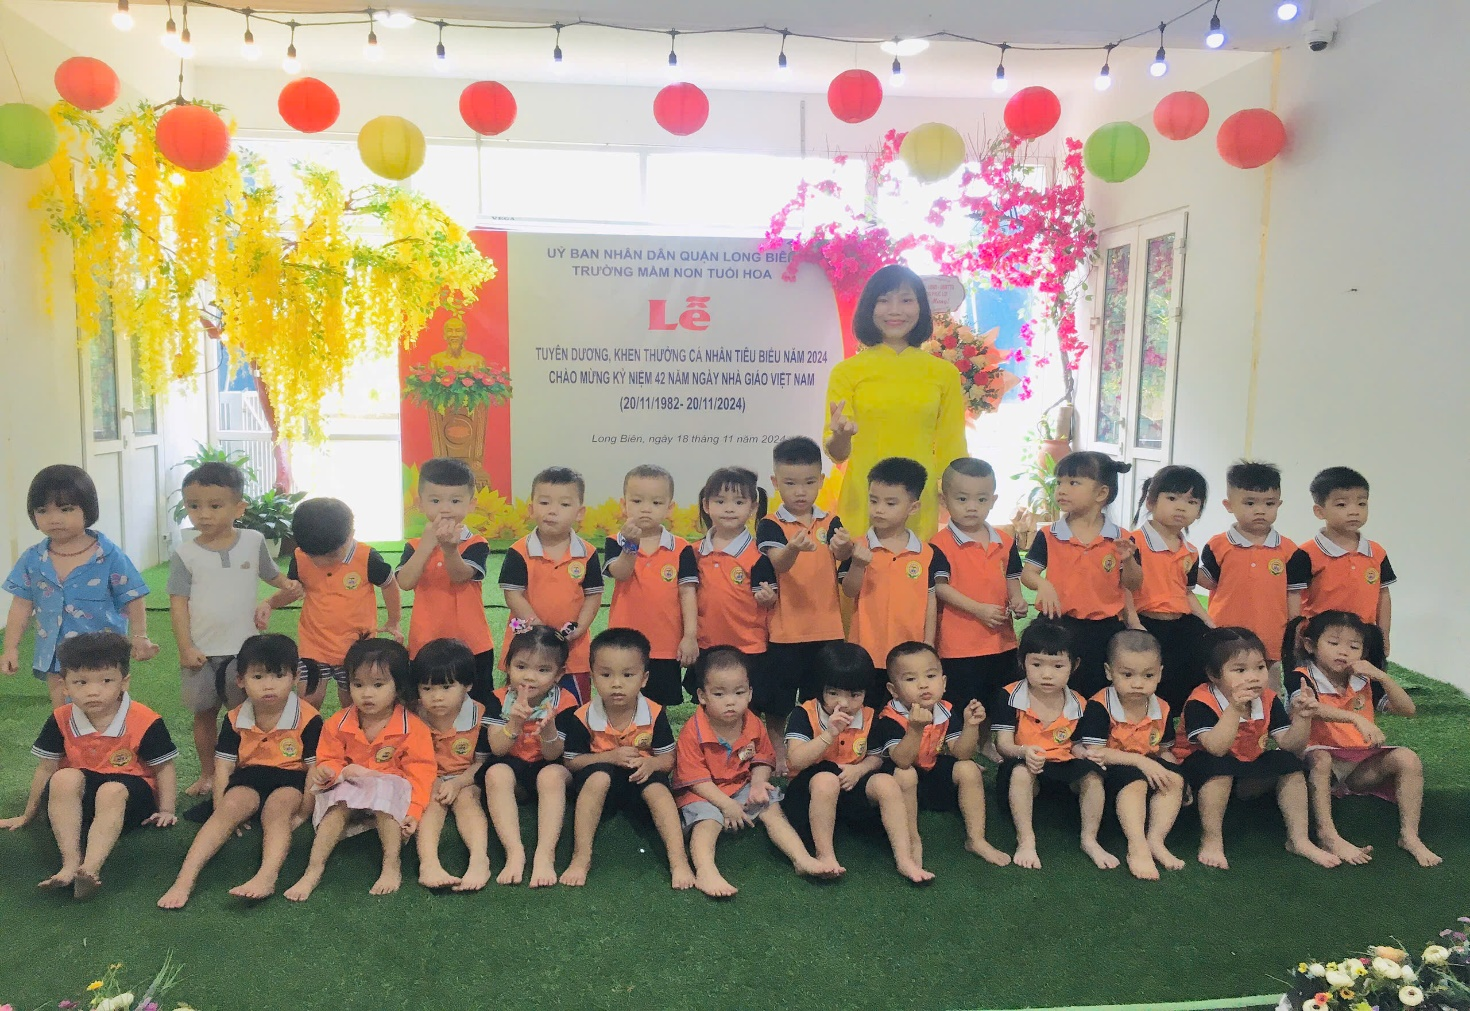 UỶ BAN NHÂN DÂN QUẬN LONG BIÊN
TRƯỜNG MẦM NON TUỔI HOA
Lễ
TUYÊN DƯƠNG, KHEN THƯỞNG CÁ NHÂN TIÊU BIỂU NĂM 2024
CHÀO MỪNG KỶ NIỆM 42 NĂM NGÀY NHÀ GIÁO VIỆT NAM
(20/11/1982- 20/11/2024)
Long Biên, ngày 18 tháng 11 năm 2024